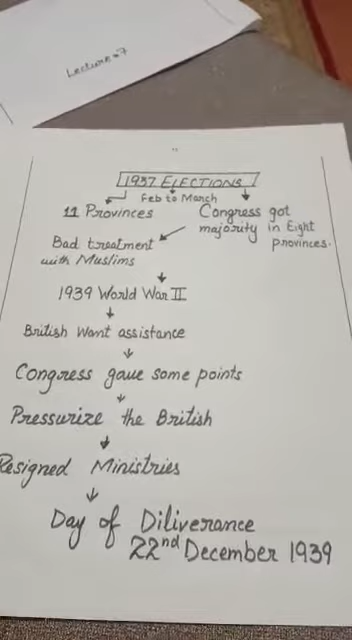 Lecture #7
1937 ELECTIONS
Feb to March
11 Provinces
Congress got
majority in Eight
provinces.
Bad treatment
with Muslims
1939 World War II
British Want assistance
Congress gave some points
Pressurize the British
Resigned Ministries
Day of Diliverance
22nd December 1939